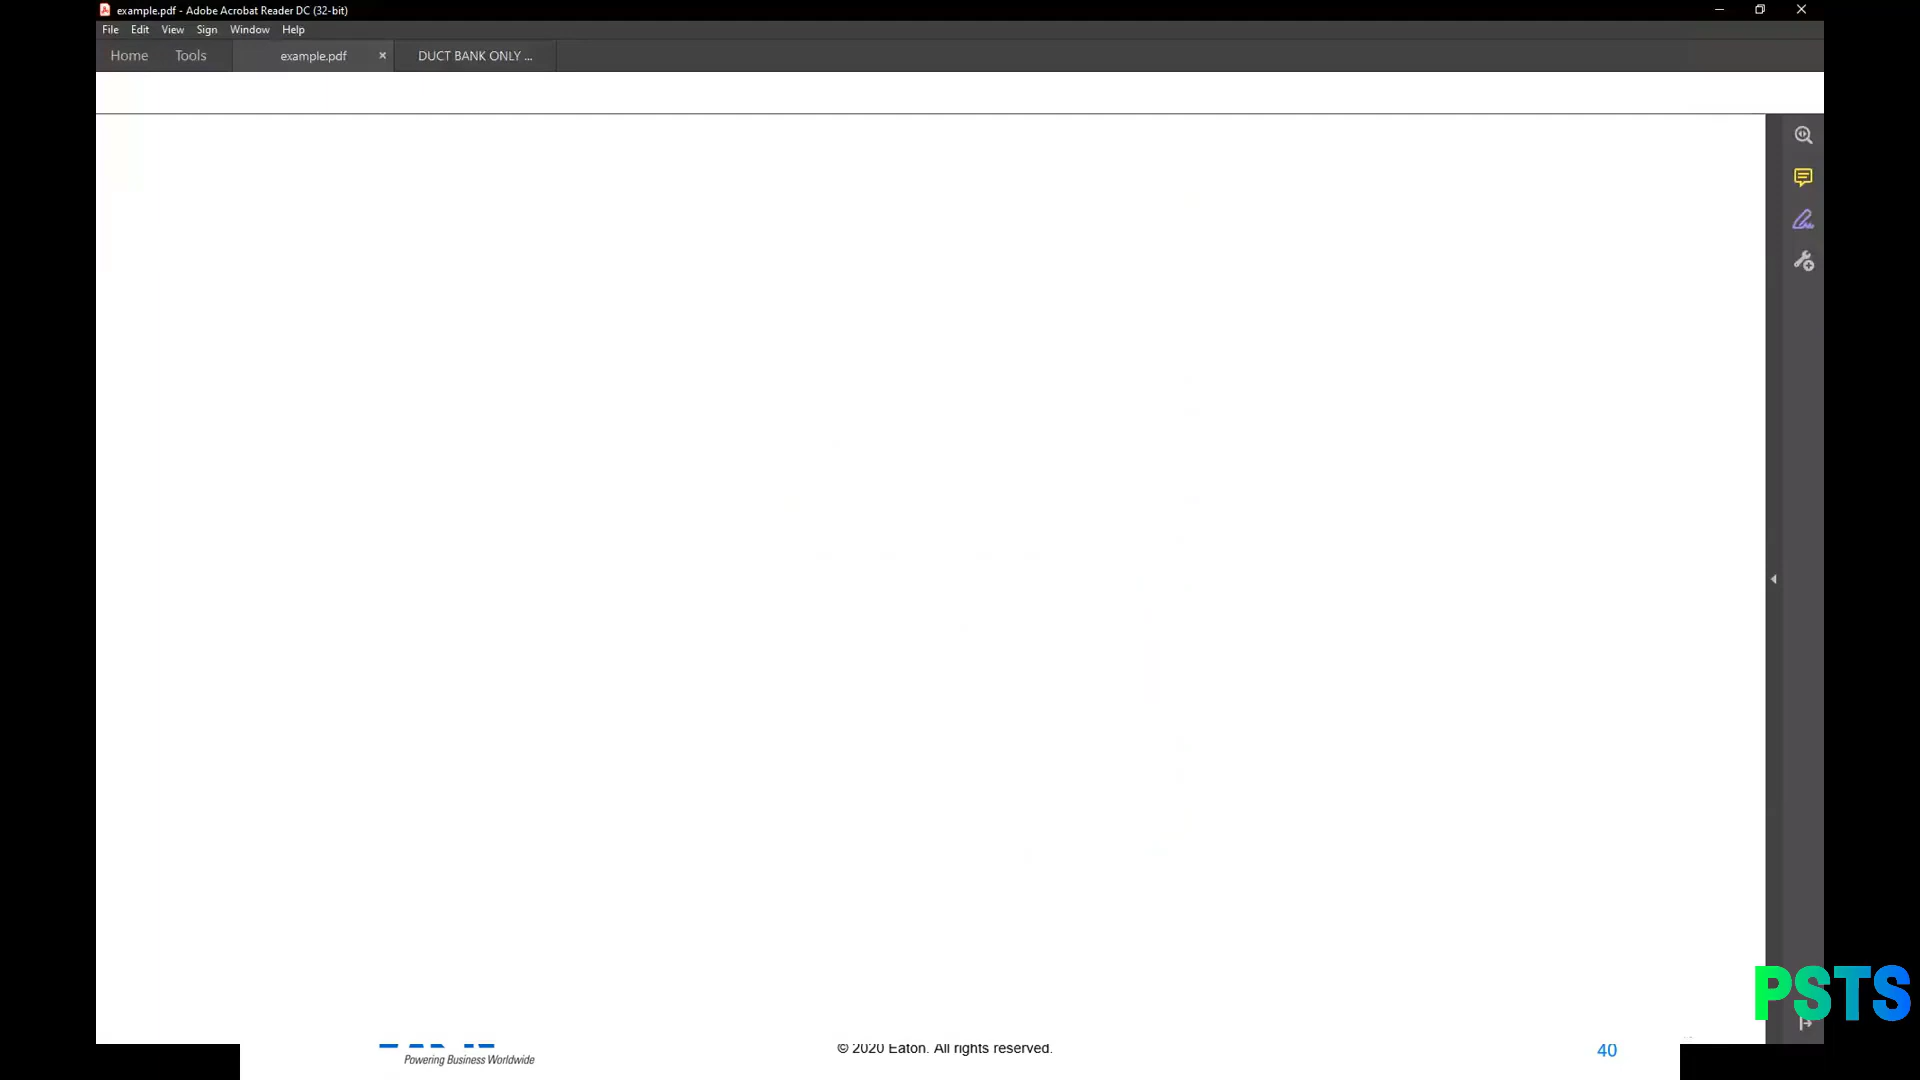 example.pdf - Adobe Acrobat Reader DC (32-bit)
File Edit View Sign Window Help
Home Tools example.pdf × DUCT BANK ONLY ...
PSTS
Powering Business Worldwide
© 2020 Eaton. All rights reserved.
40